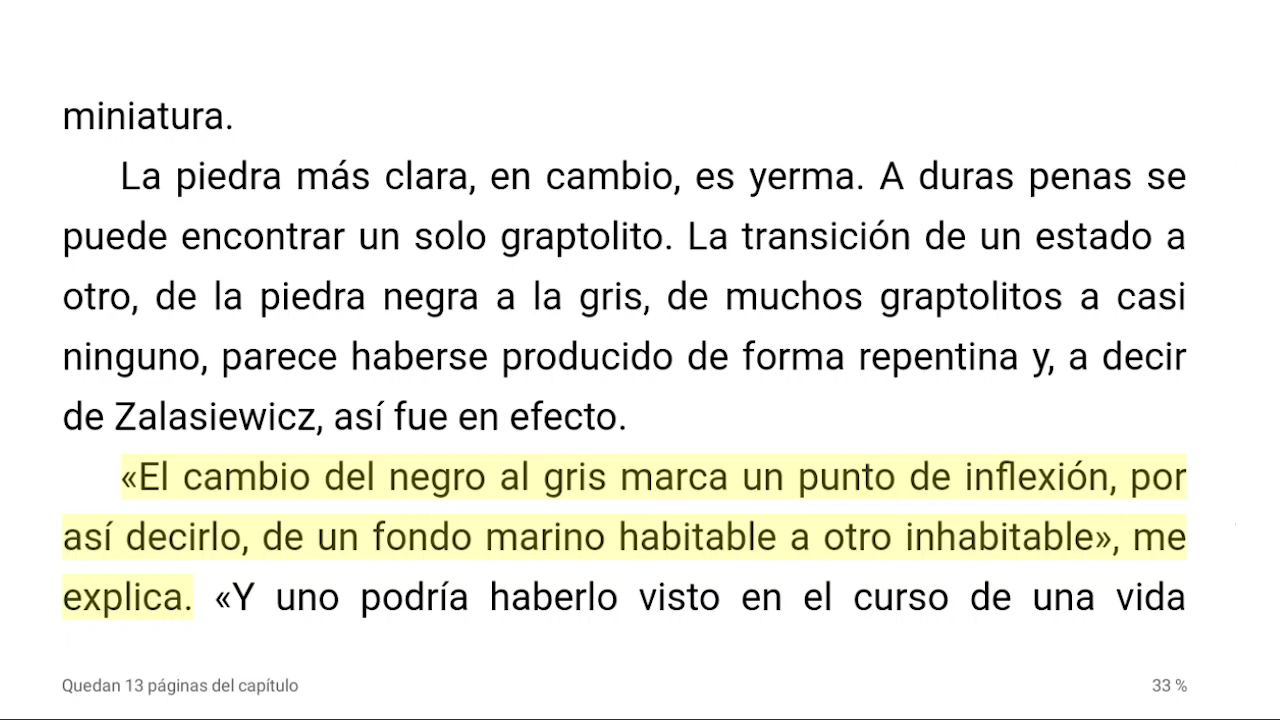 miniatura.
La piedra más clara, en cambio, es yerma. A duras penas se
puede encontrar un solo graptolito. La transición de un estado a
otro, de la piedra negra a la gris, de muchos graptolitos a casi
ninguno, parece haberse producido de forma repentina y, a decir
de Zalasiewicz, así fue en efecto.
«El cambio del negro al gris marca un punto de inflexión, por
así decirlo, de un fondo marino habitable a otro inhabitable», me
explica. «Y uno podría haberlo visto en el curso de una vida
Quedan 13 páginas del capítulo
33 %